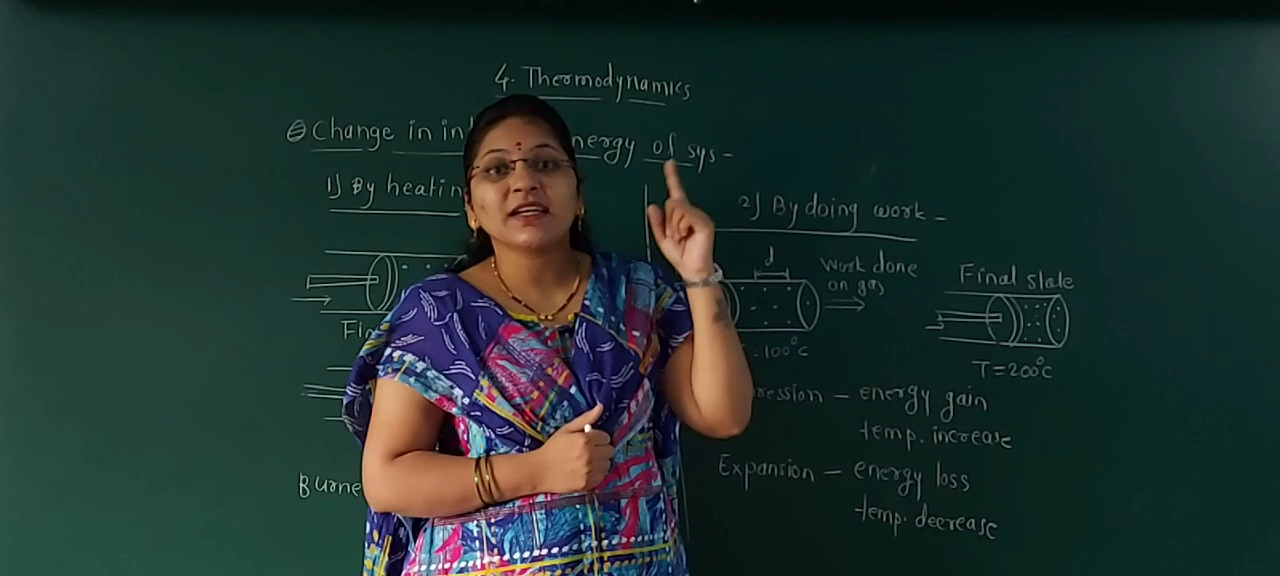 4. Thermodynamics
Change in in nergy of sys-
1) By heatin
2) By doing work -
d
work done
on gas
Final state
Fin
=100°c
T=200°c
ression - energy gain
temp. increase
Expansion - energy loss
temp. decrease
Burne